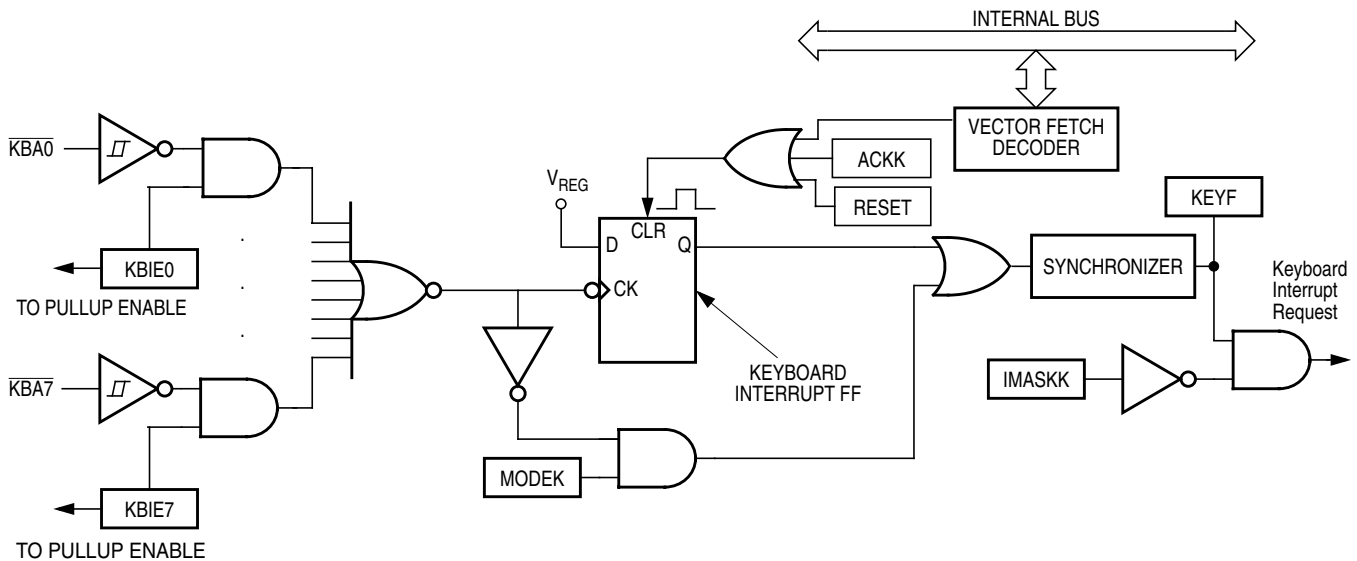 INTERNAL BUS
VECTOR FETCH
DECODER
ACKK
RESET
KBA0
KBIE0
TO PULLUP ENABLE
KBA7
KBIE7
TO PULLUP ENABLE
VREG
D
CLR
Q
CK
KEYBOARD
INTERRUPT FF
MODEK
SYNCHRONIZER
KEYF
IMASKK
Keyboard
Interrupt
Request